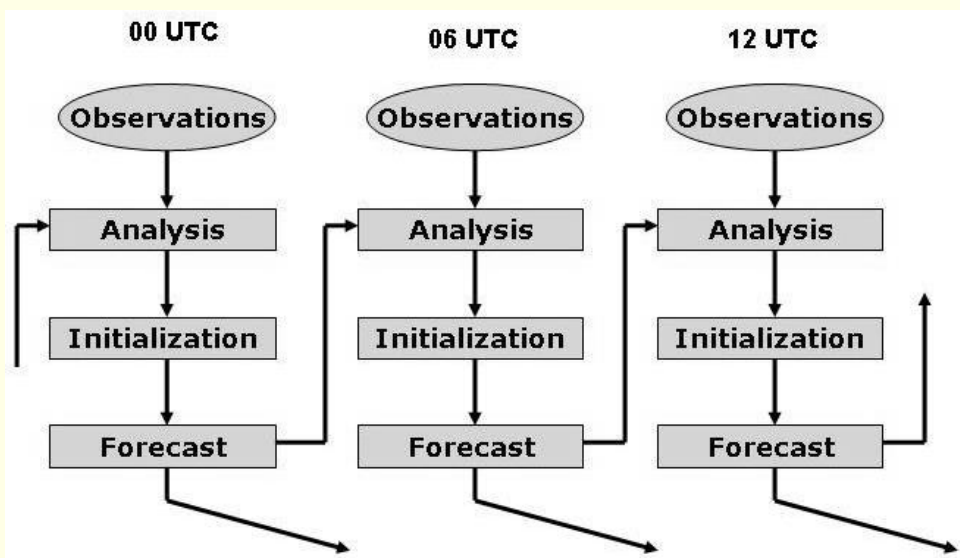 00 UTC
06 UTC
12 UTC
Observations
Observations
Observations
Analysis
Analysis
Analysis
Initialization
Initialization
Initialization
Forecast
Forecast
Forecast